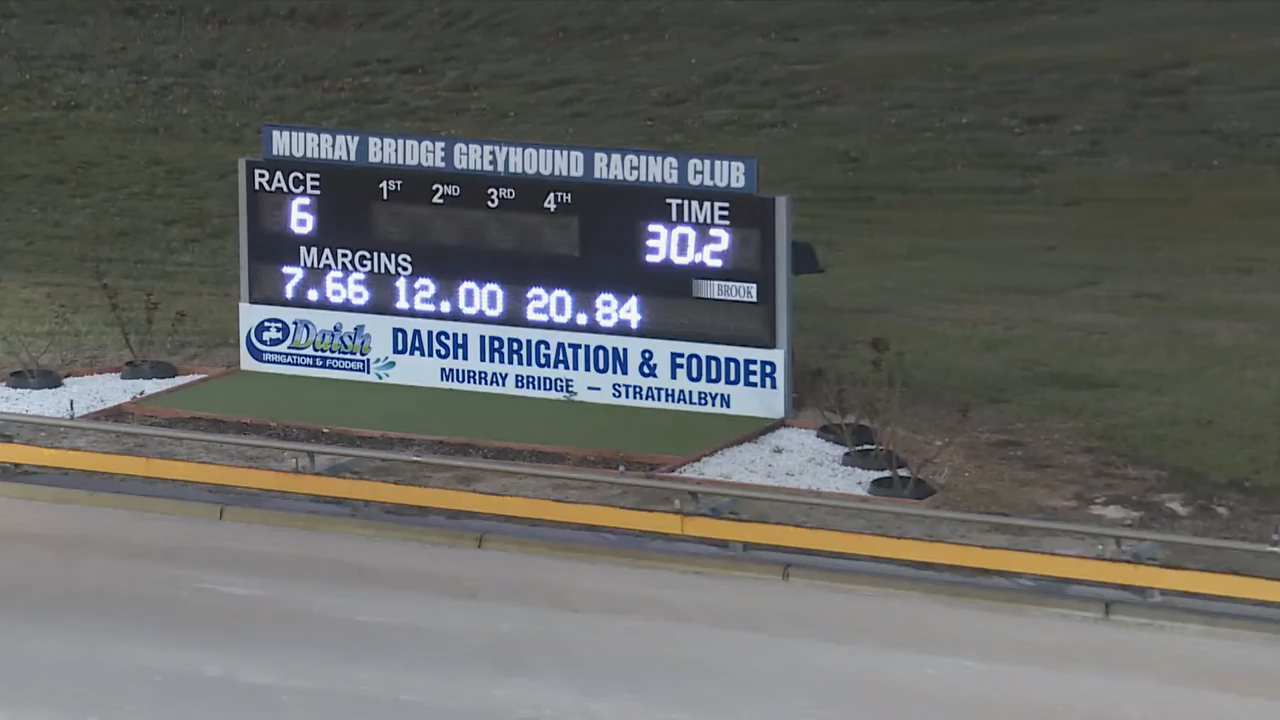 MURRAY BRIDGE GREYHOUND RACING CLUB
RACE 1ST 2ND 3RD 4TH TIME
6 30.2
MARGINS
7.66 12.00 20.84
BROOK
Daish
IRRIGATION & FODDER
DAISH IRRIGATION & FODDER
MURRAY BRIDGE — STRATHALBYN